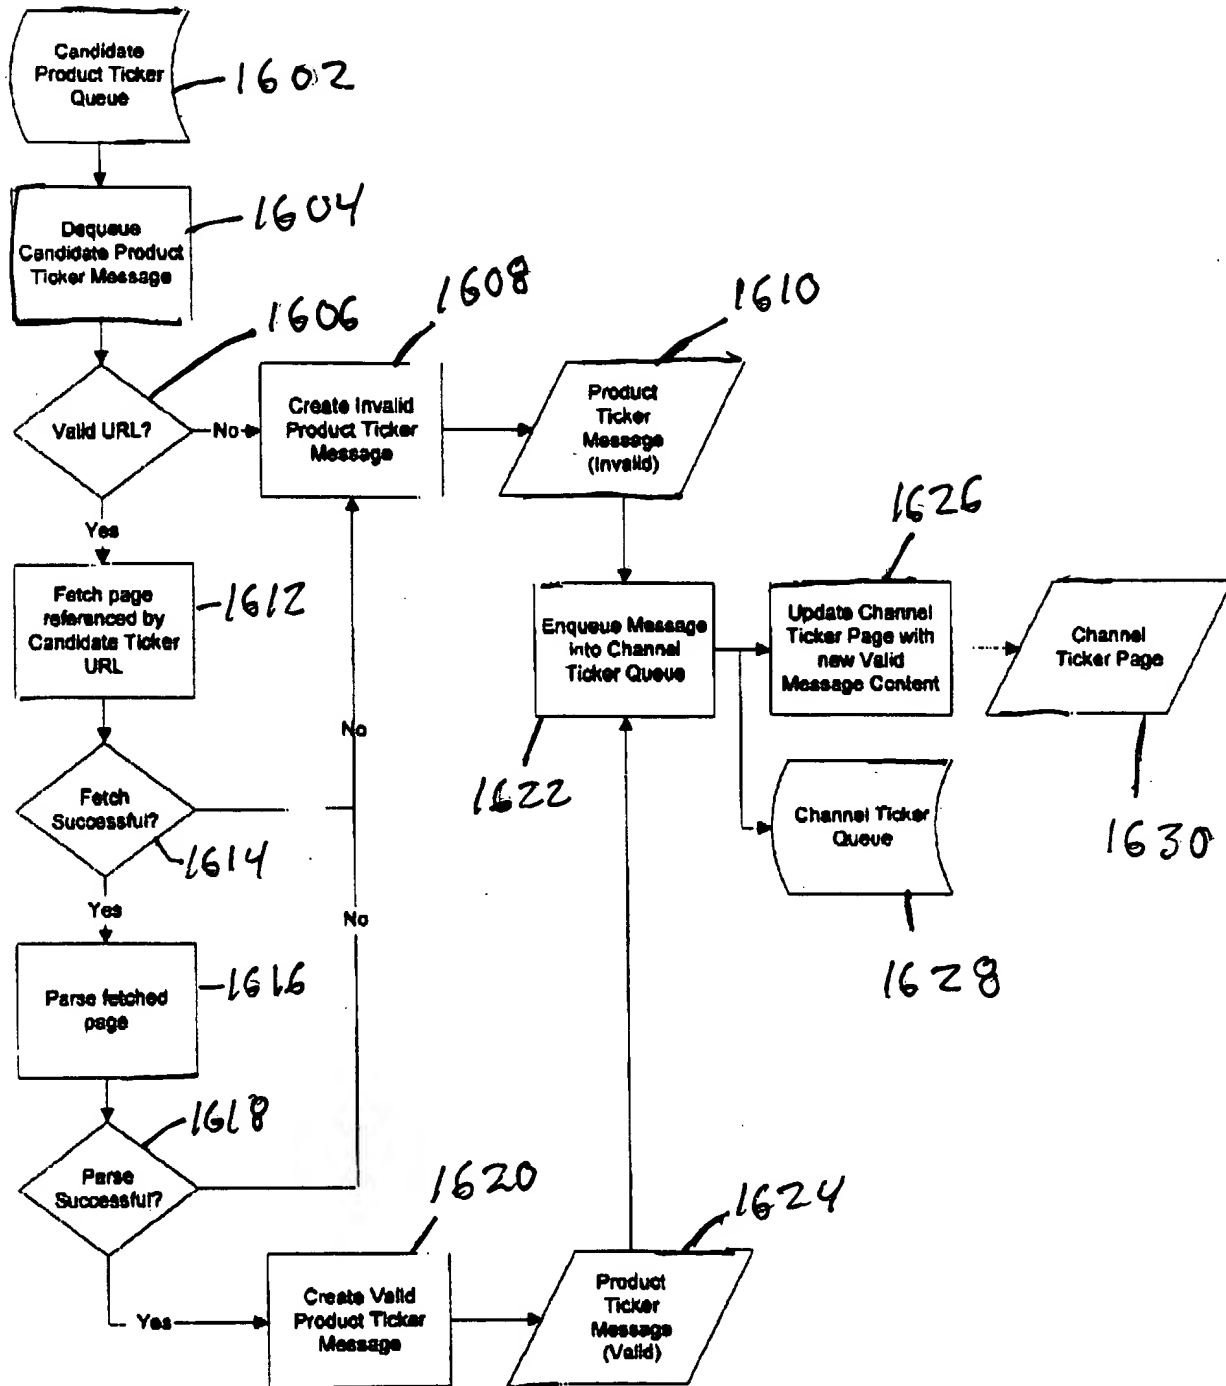 Candidate
Product Ticker
Queue
1602
Dequeue
Candidate Product
Ticker Message
1604
Valid URL?
1606
No
Create Invalid
Product Ticker
Message
1608
Product
Ticker
Message
(Invalid)
1610
Yes
Fetch page
referenced by
Candidate Ticker
URL
1612
Enqueue Message
into Channel
Ticker Queue
1622
Update Channel
Ticker Page with
new Valid
Message Content
1626
Channel
Ticker Page
1630
No
Fetch
Successful?
1614
Channel Ticker
Queue
1628
Yes
No
Parse fetched
page
1616
Parse
Successful?
1618
Yes
Create Valid
Product Ticker
Message
1620
Product
Ticker
Message
(Valid)
1624